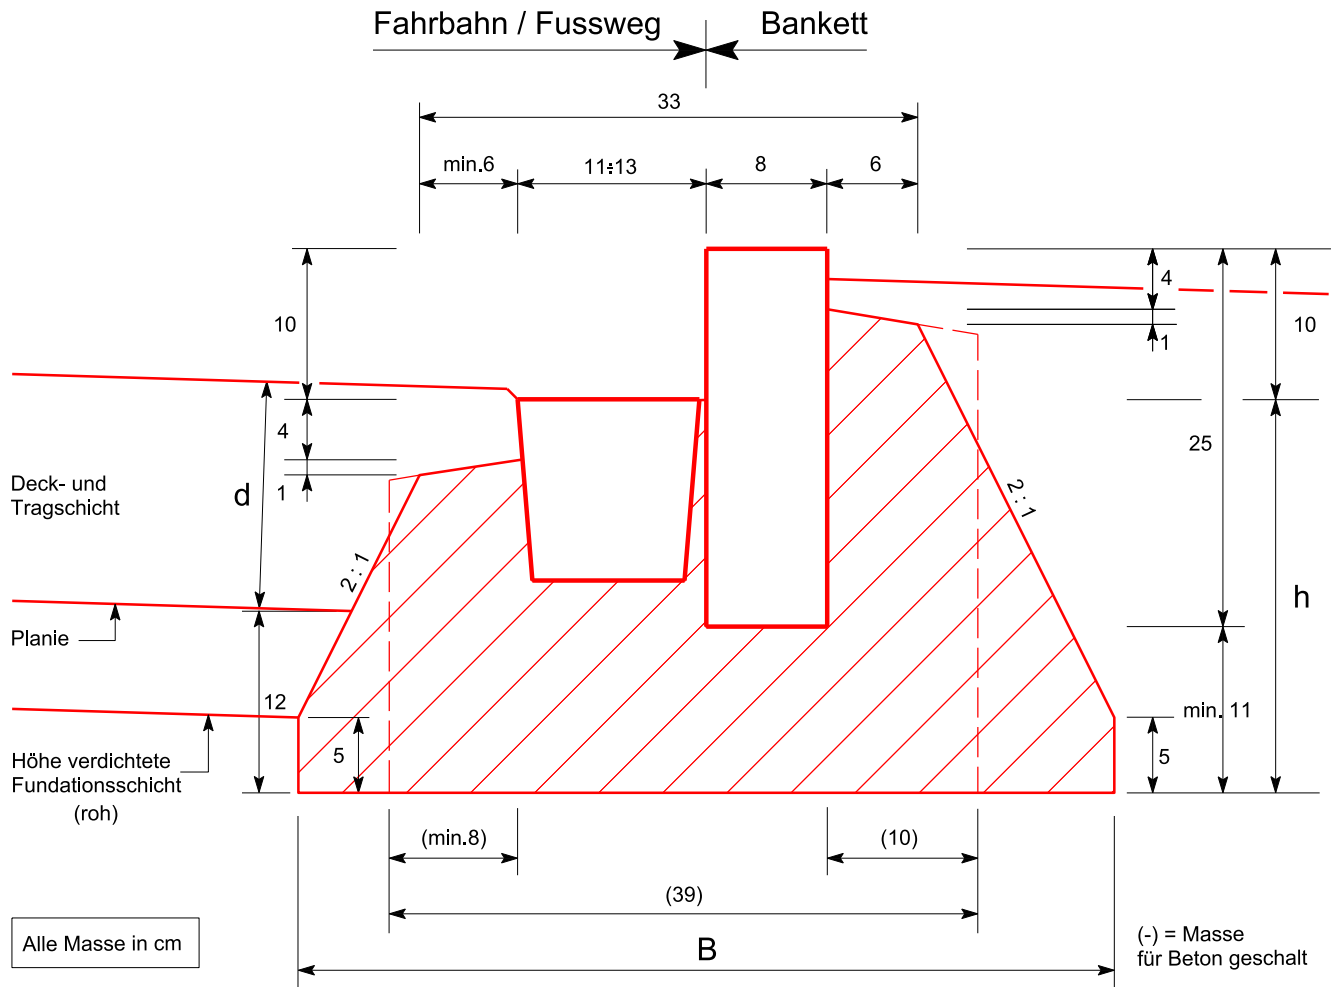 Fahrbahn / Fussweg
Bankett
33
min.6
11÷13
8
6
10
4
1
4
1
10
25
d
Deck- und
Tragschicht
2 : 1
2 : 1
h
Planie
12
5
min. 11
5
Höhe verdichtete
Fundationsschicht
(roh)
(min.8)
(10)
(39)
B
Alle Masse in cm
(-) = Masse
für Beton geschalt